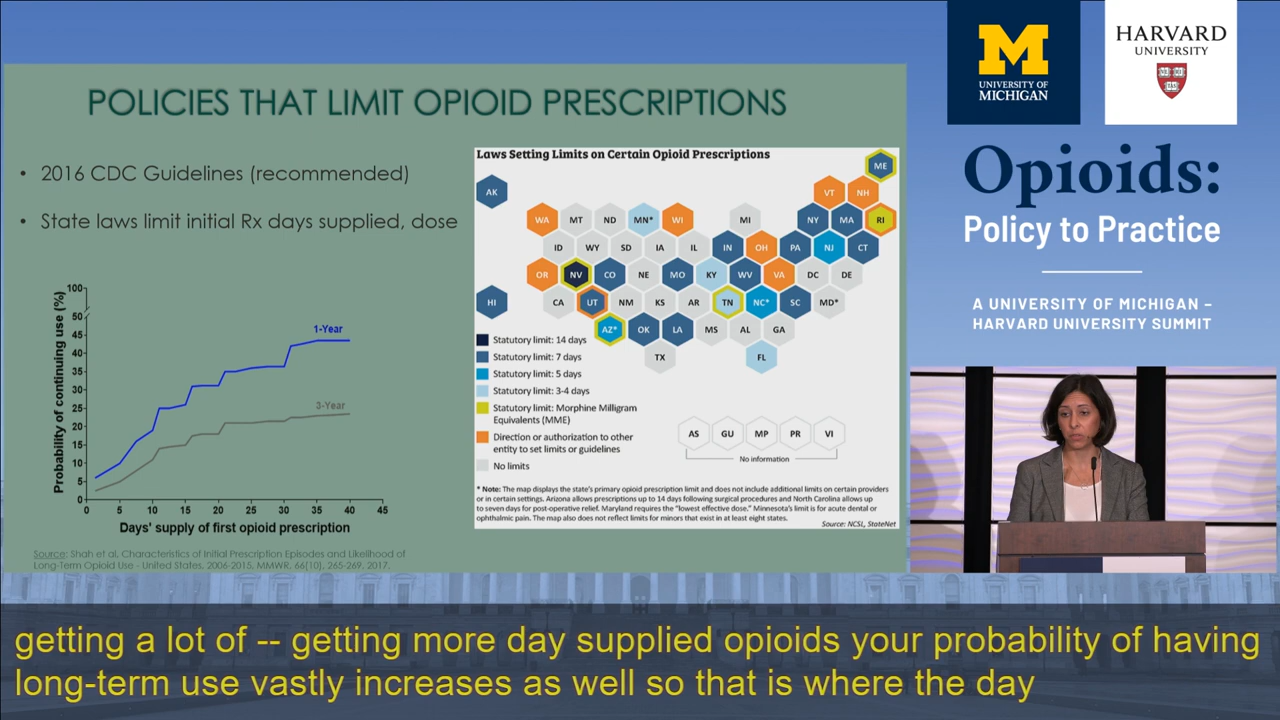 POLICIES THAT LIMIT OPIOID PRESCRIPTIONS
• 2016 CDC Guidelines (recommended)
• State laws limit initial Rx days supplied, dose
Probability of continuing use (%)
100
50
45
40
35
30
25
20
15
10
5
0
1-Year
3-Year
0 5 10 15 20 25 30 35 40 45
Days' supply of first opioid prescription
Source: Shah et al, Characteristics of Initial Prescription Episodes and Likelihood of
Long-Term Opioid Use - United States, 2006-2015, MMWR, 66(10), 265-269, 2017.
Laws Setting Limits on Certain Opioid Prescriptions
ME
AK VT NH
WA MT ND MN* WI MI NY MA RI
ID WY SD IA IL IN OH PA NJ CT
OR NV CO NE MO KY WV VA DC DE
HI CA UT NM KS AR TN NC* SC MD*
AZ* OK LA MS AL GA
TX FL
Statutory limit: 14 days
Statutory limit: 7 days
Statutory limit: 5 days
Statutory limit: 3-4 days
Statutory limit: Morphine Milligram
Equivalents (MME)
Direction or authorization to other
entity to set limits or guidelines
No limits
AS GU MP PR VI
No information
* Note: The map displays the state's primary opioid prescription limit and does not include additional limits on certain providers
or in certain settings. Arizona allows prescriptions up to 14 days following surgical procedures and North Carolina allows up
to seven days for post-operative relief. Maryland requires the "lowest effective dose." Minnesota's limit is for acute dental or
ophthalmic pain. The map also does not reflect limits for minors that exist in at least eight states.
Source: NCSL, StateNet
M
UNIVERSITY OF
MICHIGAN
HARVARD
UNIVERSITY
VE RI TAS
Opioids:
Policy to Practice
A UNIVERSITY OF MICHIGAN –
HARVARD UNIVERSITY SUMMIT
getting a lot of -- getting more day supplied opioids your probability of having
long-term use vastly increases as well so that is where the day